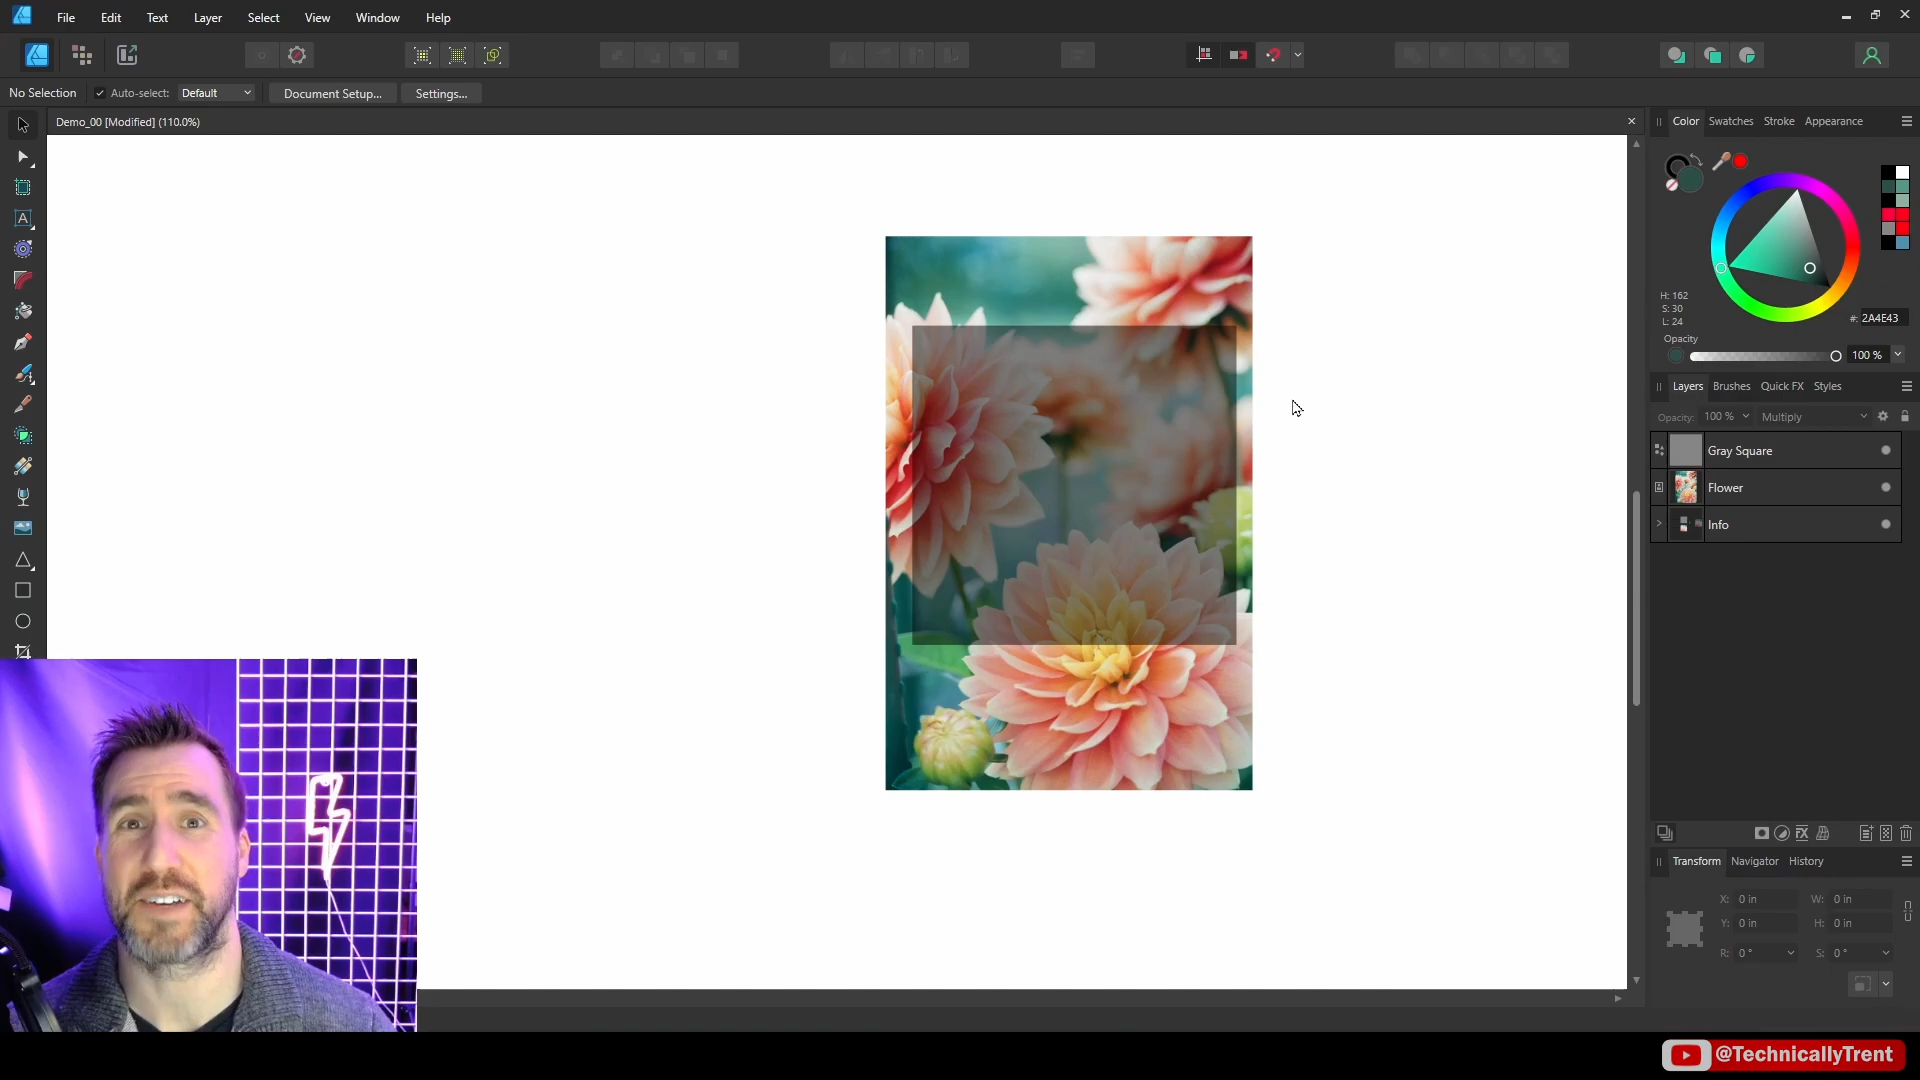 File Edit Text Layer Select View Window Help
No Selection Auto-select: Default Document Setup... Settings...
Demo_00 [Modified] (110.0%)
Color Swatches Stroke Appearance
H: 162
S: 30
L: 24
#: 2A4E43
Opacity
100 %
Layers Brushes Quick FX Styles
Opacity: 100 % Multiply
Gray Square
Flower
Info
Transform Navigator History
X: 0 in W: 0 in
Y: 0 in H: 0 in
R: 0 ° S: 0 °
@TechnicallyTrent